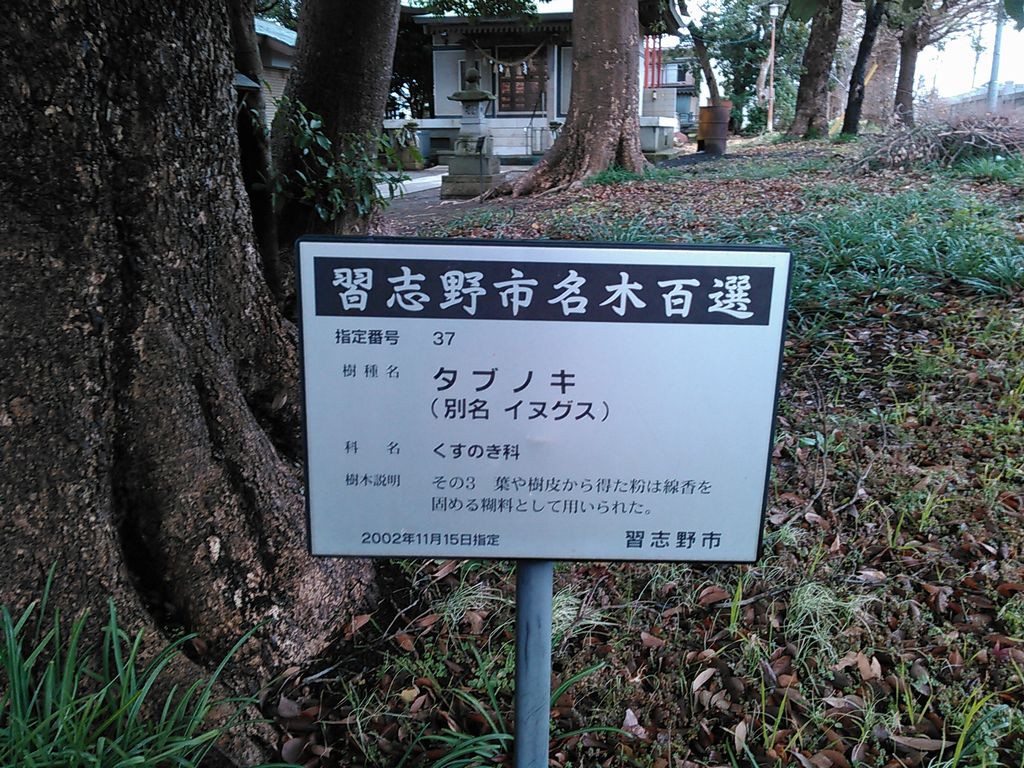 習志野市名木百選
指定番号 37
樹種名 タブノキ
（別名 イヌグス）
科名 くすのき科
樹木説明 その3 葉や樹皮から得た粉は線香を
固める糊料として用いられた。
2002年11月15日指定 習志野市